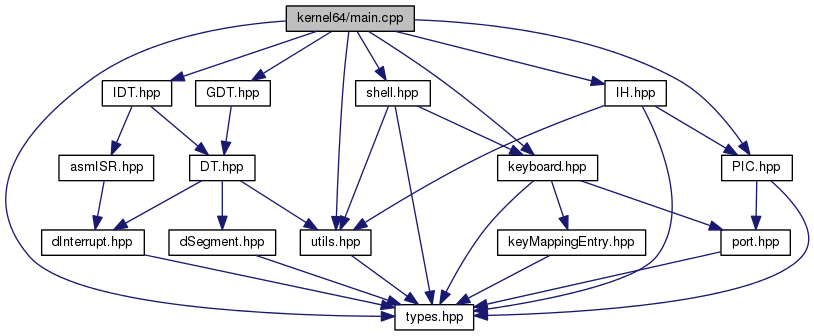 kernel64/main.cpp
IDT.hpp
GDT.hpp
shell.hpp
IH.hpp
asmISR.hpp
DT.hpp
keyboard.hpp
PIC.hpp
dInterrupt.hpp
dSegment.hpp
utils.hpp
keyMappingEntry.hpp
port.hpp
types.hpp